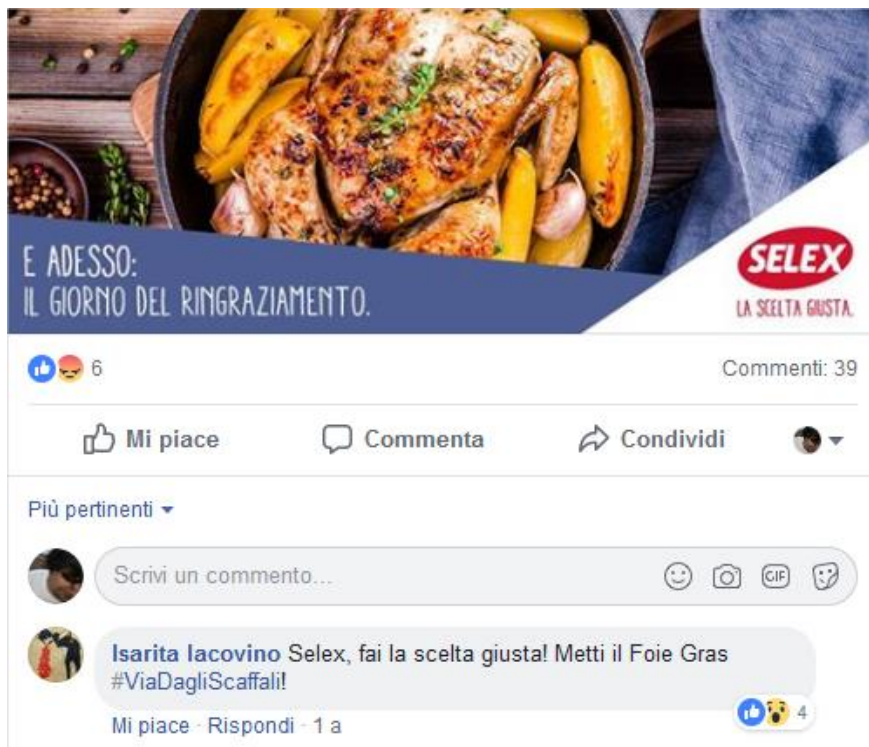 E ADESSO:
IL GIORNO DEL RINGRAZIAMENTO.
SELEX
LA SCELTA GIUSTA.
6
Commenti: 39
Mi piace
Commenta
Condividi
Più pertinenti
Scrivi un commento...
GIF
Isarita Iacovino Selex, fai la scelta giusta! Metti il Foie Gras
#ViaDagliScaffali!
4
Mi piace · Rispondi · 1 a